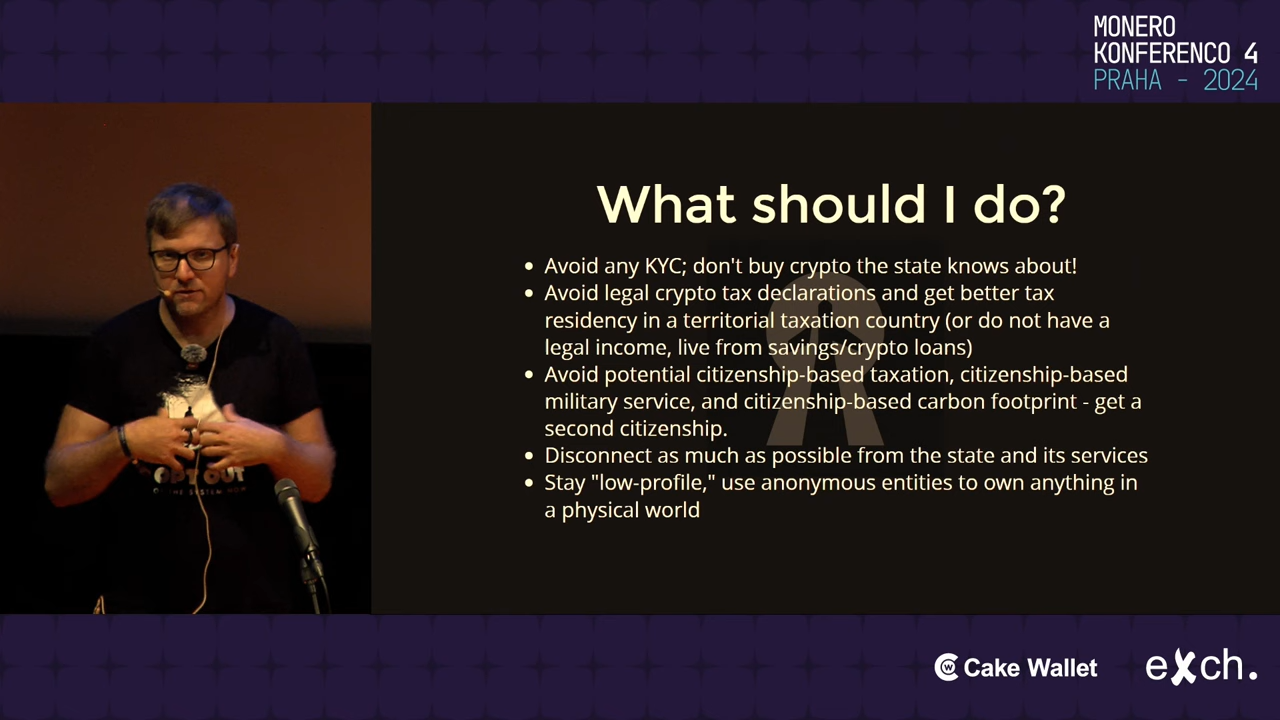 MONERO
KONFERENCO 4
PRAHA - 2024
What should I do?
• Avoid any KYC; don't buy crypto the state knows about!
• Avoid legal crypto tax declarations and get better tax
residency in a territorial taxation country (or do not have a
legal income, live from savings/crypto loans)
• Avoid potential citizenship-based taxation, citizenship-based
military service, and citizenship-based carbon footprint - get a
second citizenship.
• Disconnect as much as possible from the state and its services
• Stay "low-profile," use anonymous entities to own anything in
a physical world
OPT OUT
Cake Wallet
exch.